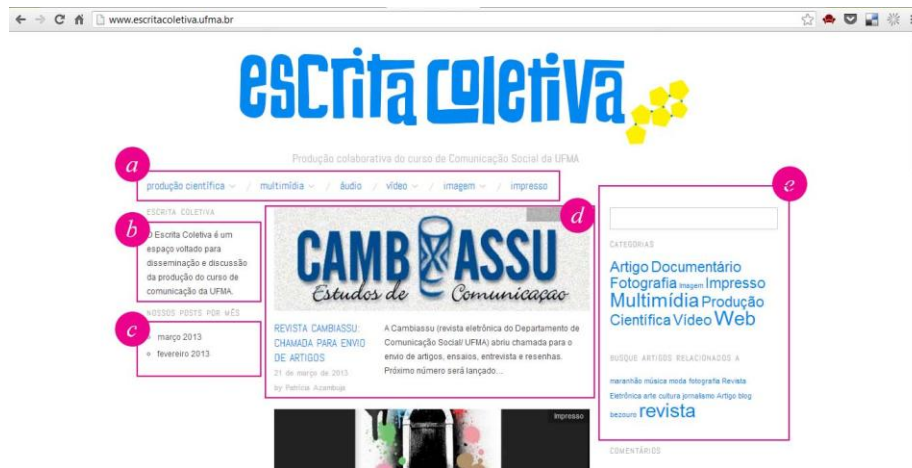 www.escritacoletiva.ufma.br
escrita coletiva
Produção colaborativa do curso de Comunicação Social da UFMA
a
produção científica / multimídia / áudio / vídeo / imagem / impresso
e
ESCRITA COLETIVA
b
O Escrita Coletiva é um
espaço voltado para
disseminação e discussão
da produção do curso de
comunicação da UFMA.
NOSSOS POSTS POR MÊS
c
março 2013
fevereiro 2013
d
CAMBIASSU
Estudos de Comunicaçao
REVISTA CAMBIASSU:
CHAMADA PARA ENVIO
DE ARTIGOS
21 de março de 2013
by Patrícia Azambuja
A Cambiassu (revista eletrônica do Departamento de
Comunicação Social/ UFMA) abriu chamada para o
envio de artigos, ensaios, entrevista e resenhas.
Próximo número será lançado...
Impresso
CATEGORIAS
Artigo Documentário
Fotografia Imagem Impresso
Multimídia Produção
Científica Vídeo Web
BUSQUE ARTIGOS RELACIONADOS A
maranhão música moda fotografia Revista
Eletrônica arte cultura jornalismo Artigo blog
bezouro revista
COMENTÁRIOS